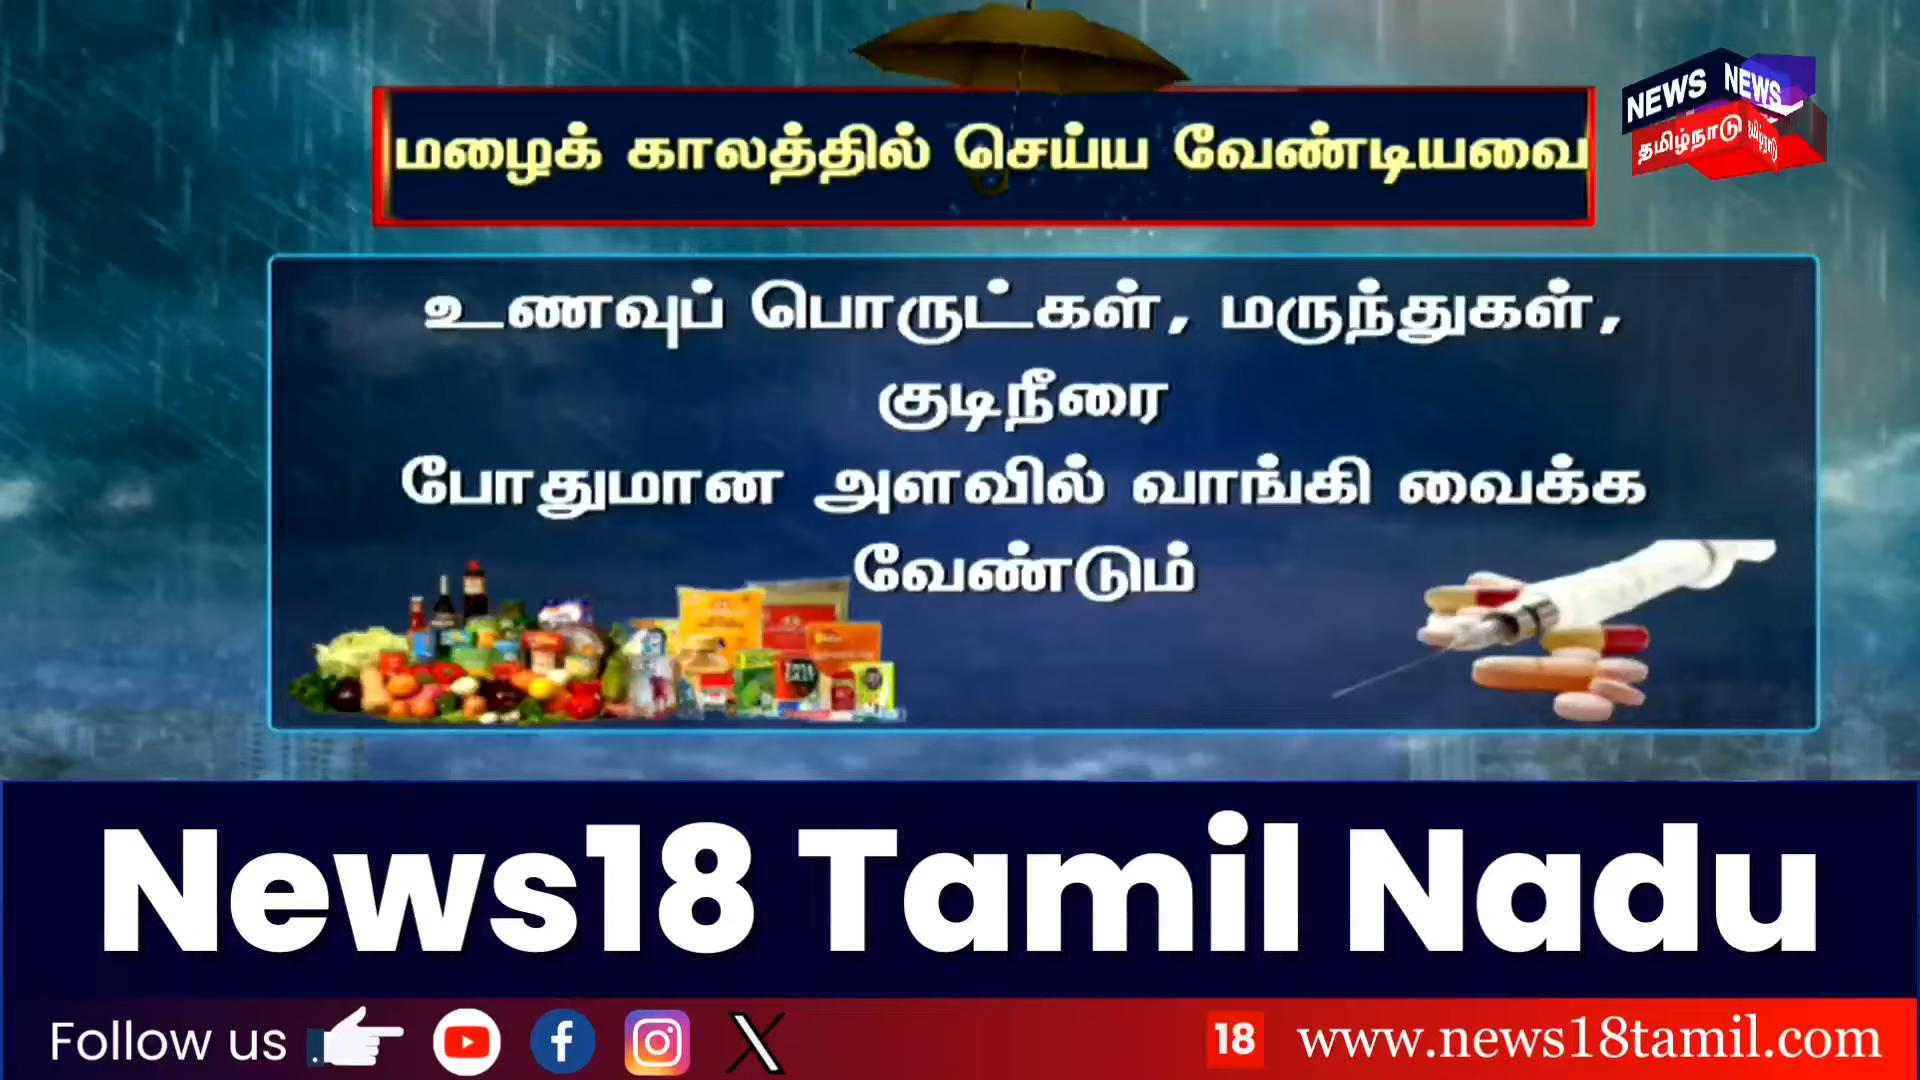 மழைக் காலத்தில் செய்ய வேண்டியவை
NEWS NEWS
தமிழ்நாடு தமிழ்நாடு
உணவுப் பொருட்கள், மருந்துகள்,
குடிநீரை
போதுமான அளவில் வாங்கி வைக்க
வேண்டும்
News18 Tamil Nadu
Follow us
18 www.news18tamil.com